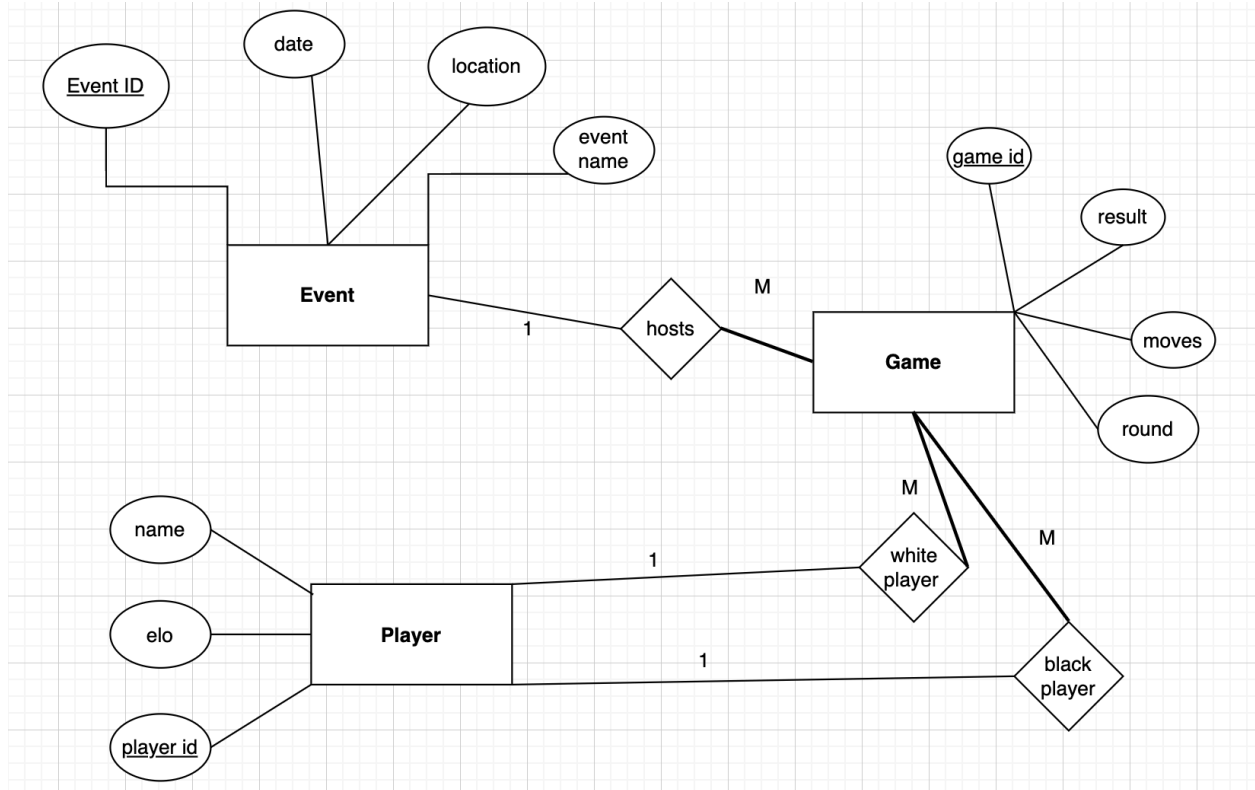 date
location
Event ID
event
name
game id
result
Event
M
hosts
1
moves
Game
round
M
name
M
1
white
player
elo
Player
1
black
player
player id